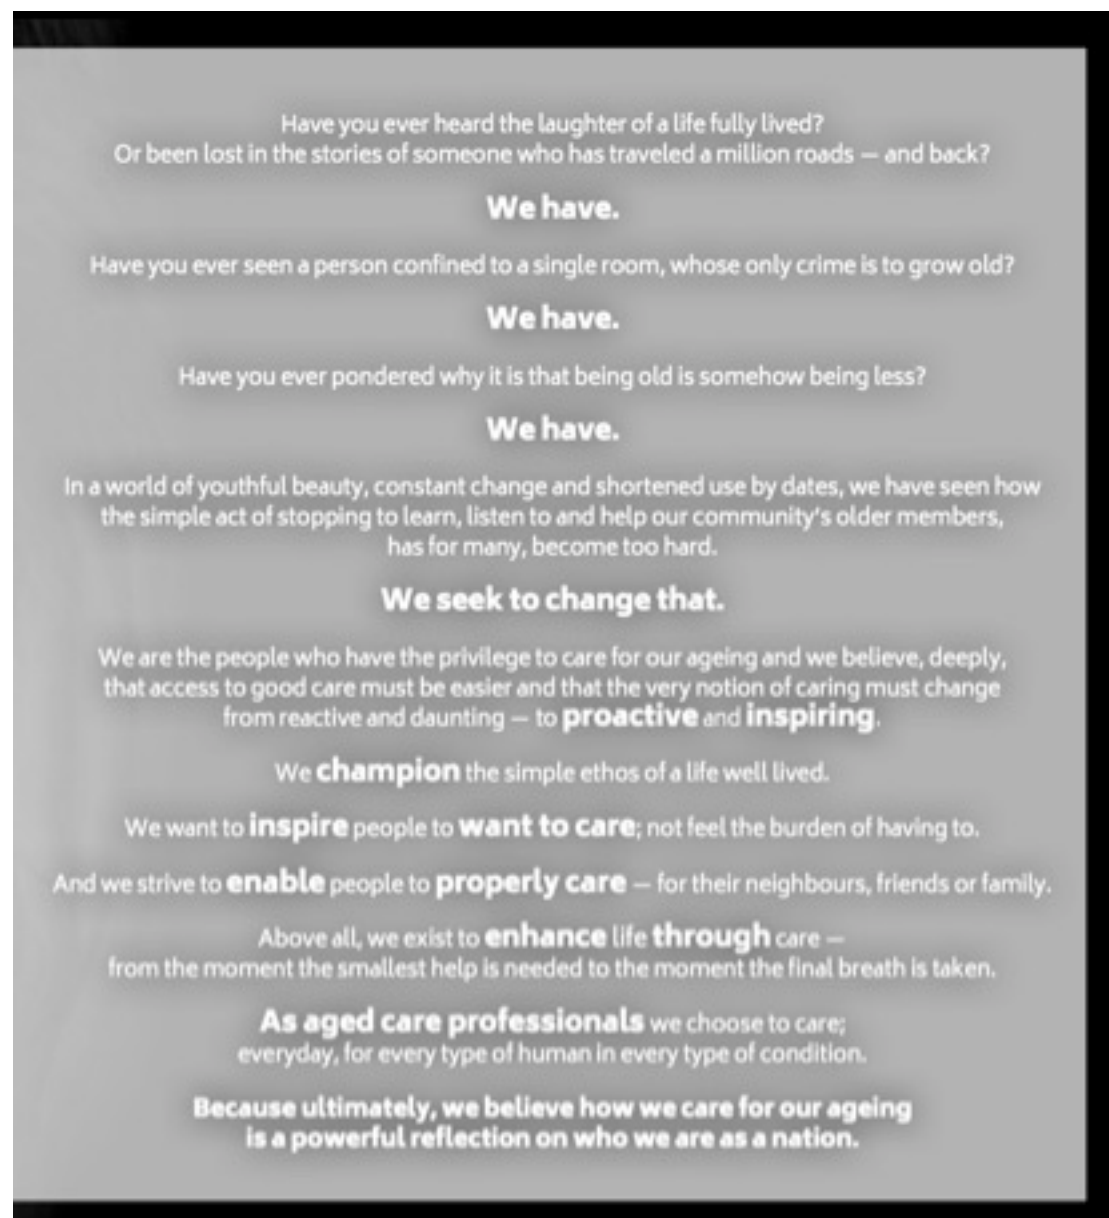 Have you ever heard the laughter of a life fully lived?
Or been lost in the stories of someone who has traveled a million roads – and back?
We have.
Have you ever seen a person confined to a single room, whose only crime is to grow old?
We have.
Have you ever pondered why it is that being old is somehow being less?
We have.
In a world of youthful beauty, constant change and shortened use by dates, we have seen how
the simple act of stopping to learn, listen to and help our community's older members,
has for many, become too hard.
We seek to change that.
We are the people who have the privilege to care for our ageing and we believe, deeply,
that access to good care must be easier and that the very notion of caring must change
from reactive and daunting – to proactive and inspiring.
We champion the simple ethos of a life well lived.
We want to inspire people to want to care; not feel the burden of having to.
And we strive to enable people to properly care – for their neighbours, friends or family.
Above all, we exist to enhance life through care –
from the moment the smallest help is needed to the moment the final breath is taken.
As aged care professionals we choose to care;
everyday, for every type of human in every type of condition.
Because ultimately, we believe how we care for our ageing
is a powerful reflection on who we are as a nation.